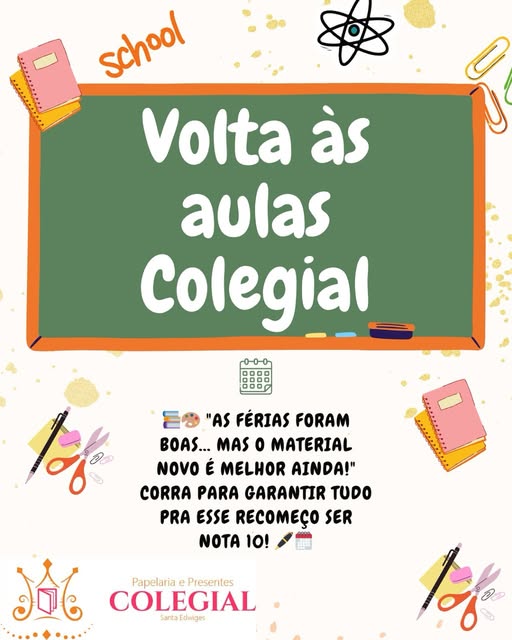 school
Volta às
aulas
Colegial
📚🎨 "AS FÉRIAS FORAM
BOAS... MAS O MATERIAL
NOVO É MELHOR AINDA!"
CORRA PARA GARANTIR TUDO
PRA ESSE RECOMEÇO SER
NOTA 10! 🖋️🗓️
Papelaria e Presentes
COLEGIAL
Santa Edwiges